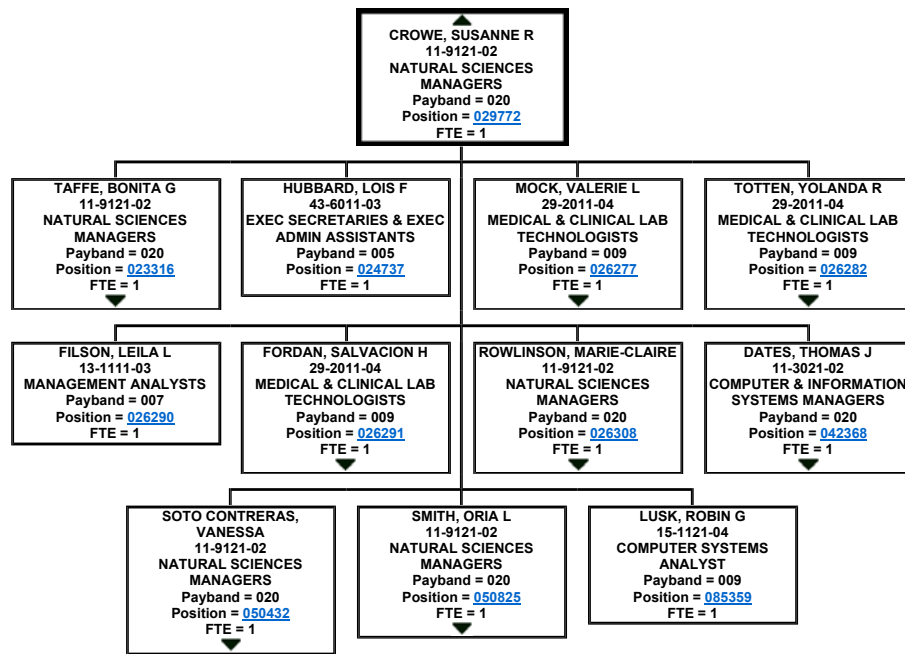 CROWE, SUSANNE R
11-9121-02
NATURAL SCIENCES
MANAGERS
Payband = 020
Position = 029772
FTE = 1
TAFFE, BONITA G
11-9121-02
NATURAL SCIENCES
MANAGERS
Payband = 020
Position = 023316
FTE = 1
HUBBARD, LOIS F
43-6011-03
EXEC SECRETARIES & EXEC
ADMIN ASSISTANTS
Payband = 005
Position = 024737
FTE = 1
MOCK, VALERIE L
29-2011-04
MEDICAL & CLINICAL LAB
TECHNOLOGISTS
Payband = 009
Position = 026277
FTE = 1
TOTTEN, YOLANDA R
29-2011-04
MEDICAL & CLINICAL LAB
TECHNOLOGISTS
Payband = 009
Position = 026282
FTE = 1
FILSON, LEILA L
13-1111-03
MANAGEMENT ANALYSTS
Payband = 007
Position = 026290
FTE = 1
FORDAN, SALVACION H
29-2011-04
MEDICAL & CLINICAL LAB
TECHNOLOGISTS
Payband = 009
Position = 026291
FTE = 1
ROWLINSON, MARIE-CLAIRE
11-9121-02
NATURAL SCIENCES
MANAGERS
Payband = 020
Position = 026308
FTE = 1
DATES, THOMAS J
11-3021-02
COMPUTER & INFORMATION
SYSTEMS MANAGERS
Payband = 020
Position = 042368
FTE = 1
SOTO CONTRERAS,
VANESSA
11-9121-02
NATURAL SCIENCES
MANAGERS
Payband = 020
Position = 050432
FTE = 1
SMITH, ORIA L
11-9121-02
NATURAL SCIENCES
MANAGERS
Payband = 020
Position = 050825
FTE = 1
LUSK, ROBIN G
15-1121-04
COMPUTER SYSTEMS
ANALYST
Payband = 009
Position = 085359
FTE = 1